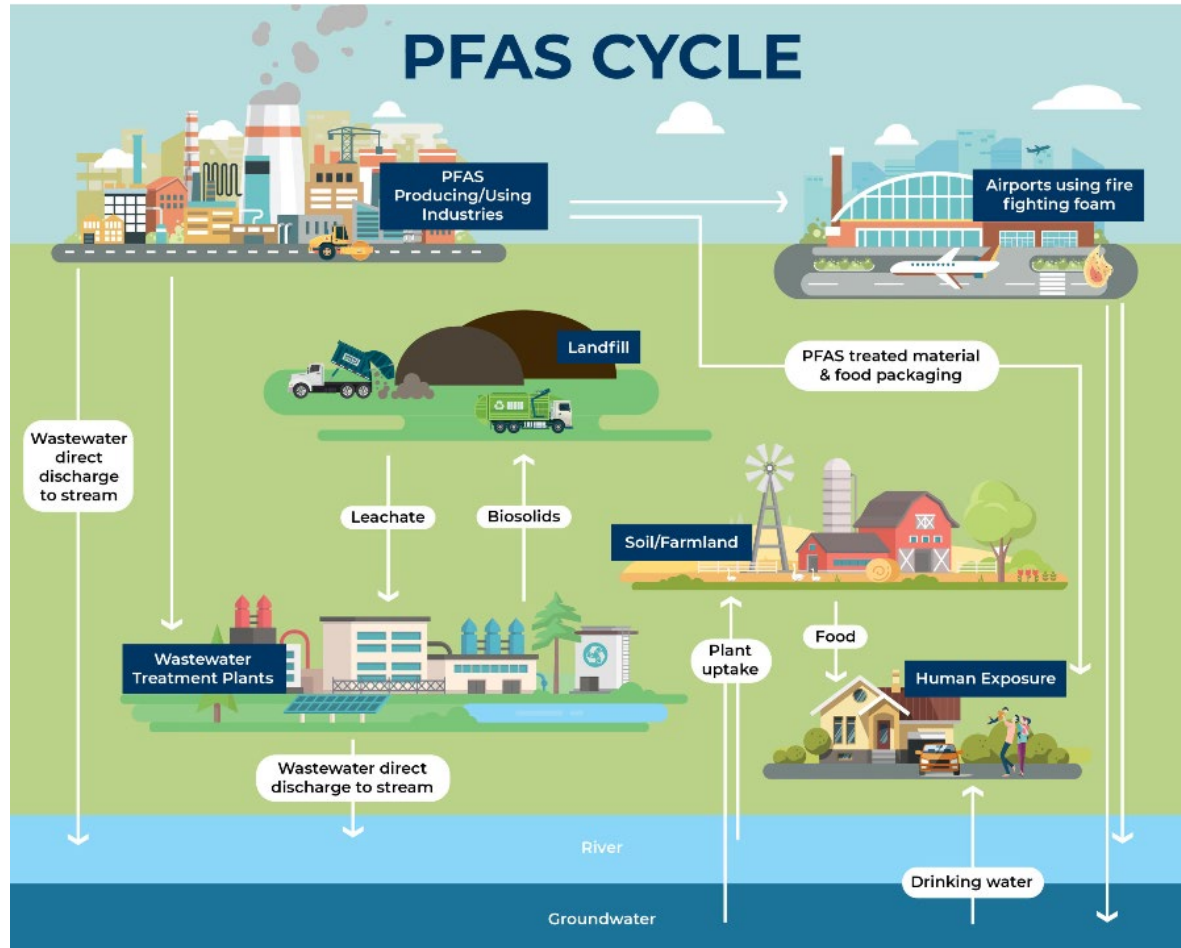 PFAS CYCLE
PFAS
Producing/Using
Industries
Airports using fire
fighting foam
Landfill
PFAS treated material
& food packaging
Wastewater
direct
discharge
to stream
Leachate
Biosolids
Soil/Farmland
Wastewater
Treatment Plants
Plant
uptake
Food
Human Exposure
Wastewater direct
discharge to stream
River
Drinking water
Groundwater